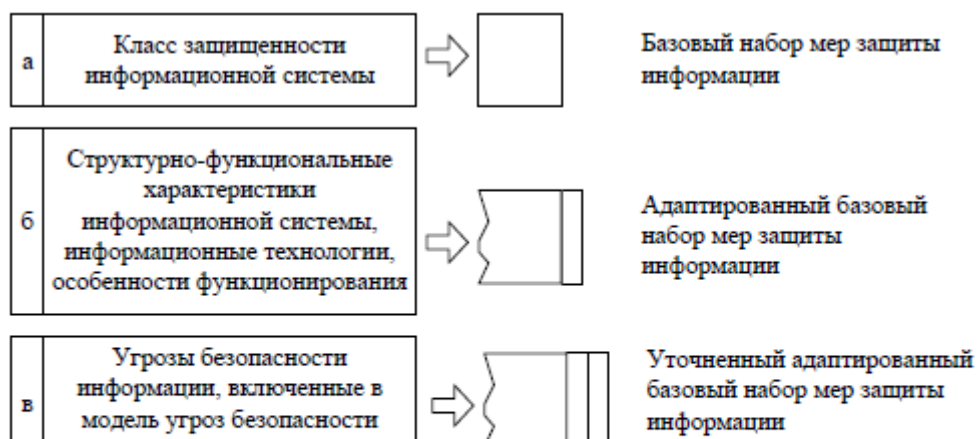 а
Класс защищенности
информационной системы
Базовый набор мер защиты
информации
б
Структурно-функциональные
характеристики
информационной системы,
информационные технологии,
особенности функционирования
Адаптированный базовый
набор мер защиты
информации
в
Угрозы безопасности
информации, включенные в
модель угроз безопасности
Уточненный адаптированный
базовый набор мер защиты
информации